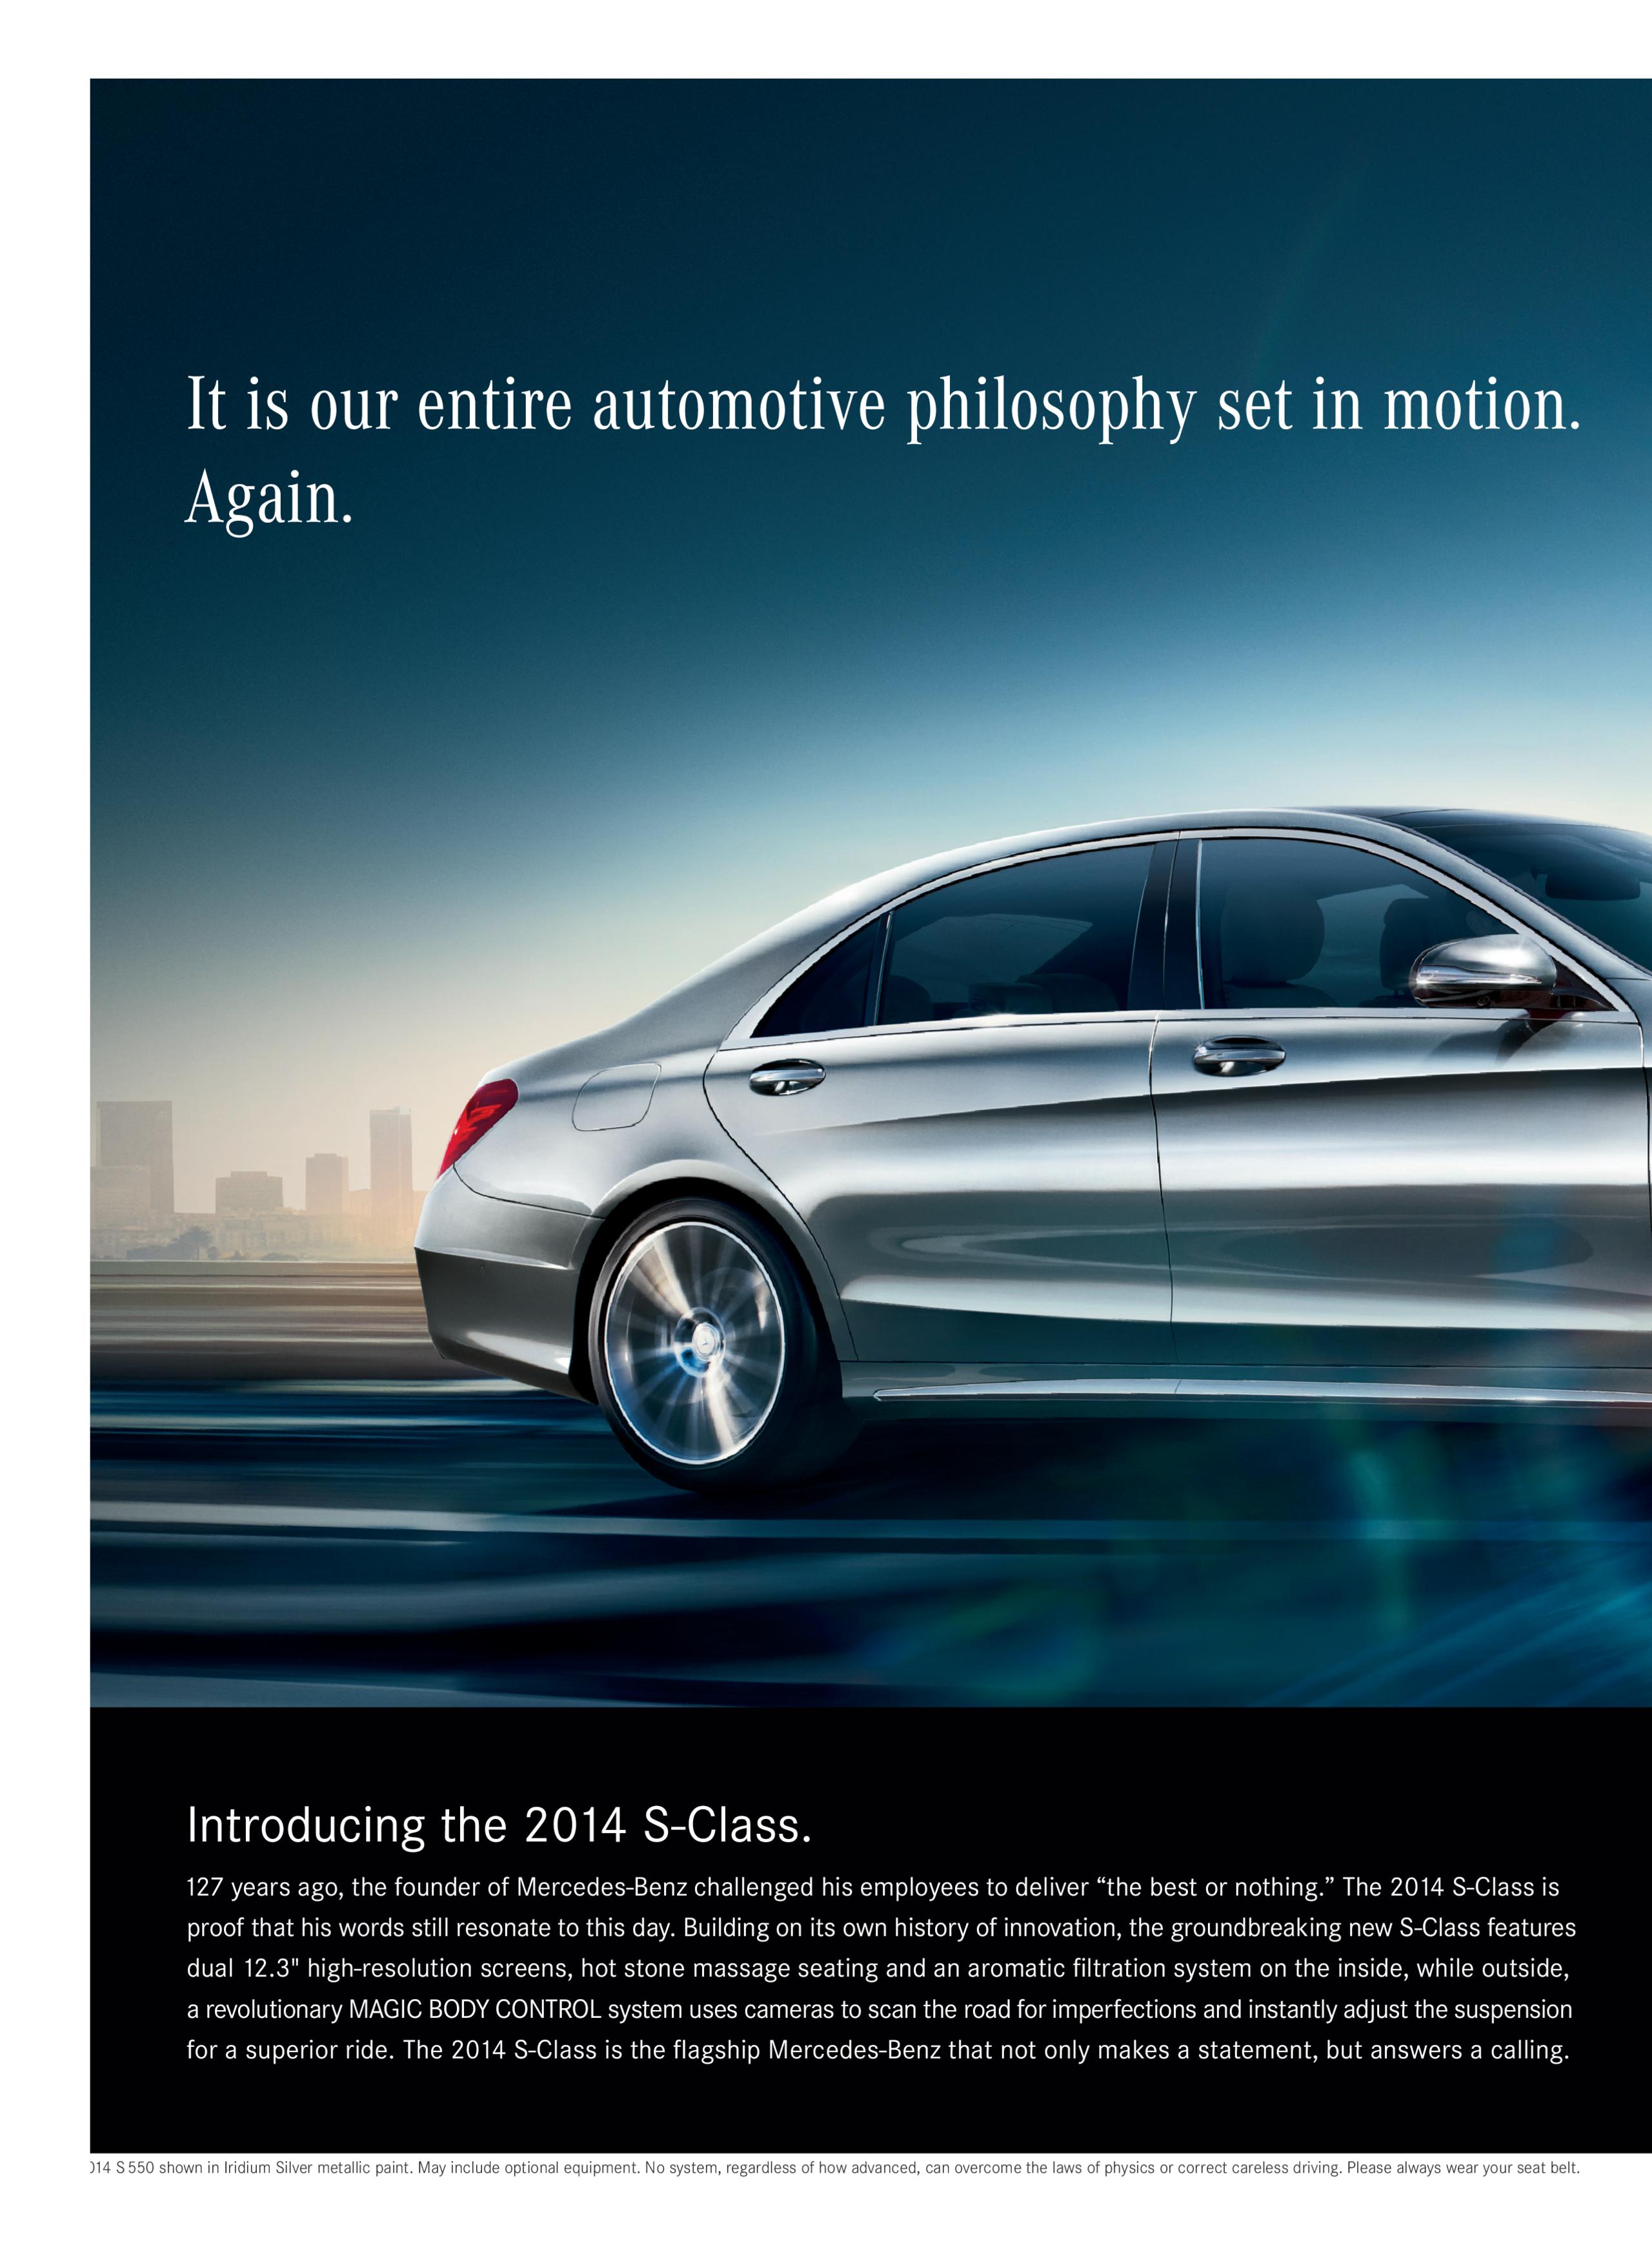 It is our entire automotive philosophy set in motion.
Again.
Introducing the 2014 S-Class.
127 years ago, the founder of Mercedes-Benz challenged his employees to deliver “the best or nothing.” The 2014 S-Class is
proof that his words still resonate to this day. Building on its own history of innovation, the groundbreaking new S-Class features
dual 12.3" high-resolution screens, hot stone massage seating and an aromatic filtration system on the inside, while outside,
a revolutionary MAGIC BODY CONTROL system uses cameras to scan the road for imperfections and instantly adjust the suspension
for a superior ride. The 2014 S-Class is the flagship Mercedes-Benz that not only makes a statement, but answers a calling.
014 S 550 shown in Iridium Silver metallic paint. May include optional equipment. No system, regardless of how advanced, can overcome the laws of physics or correct careless driving. Please always wear your seat belt.